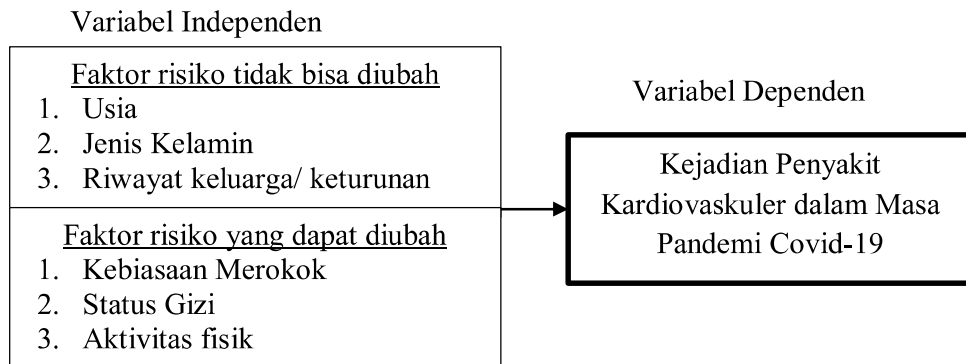 Variabel Independen
Faktor risiko tidak bisa diubah
1. Usia
2. Jenis Kelamin
3. Riwayat keluarga/ keturunan
Faktor risiko yang dapat diubah
1. Kebiasaan Merokok
2. Status Gizi
3. Aktivitas fisik
Variabel Dependen
Kejadian Penyakit
Kardiovaskuler dalam Masa
Pandemi Covid-19